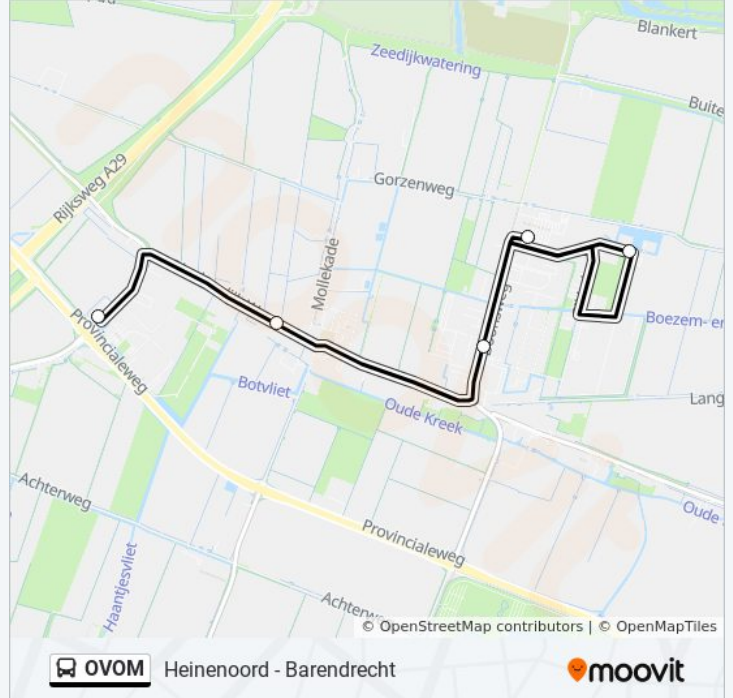 Blankert
Zeedijkwatering
Buite
Rijksweg A29
Gorzenweg
Mollekade
Boezem- en
Provincialeweg
Botvliet
Lang
Oude Kreek
Achterweg
Oude
Provincialeweg
Haantjesvliet
Achterw
© OpenStreetMap contributors | © OpenMapTiles
OVOM Heinenoord - Barendrecht
moovit